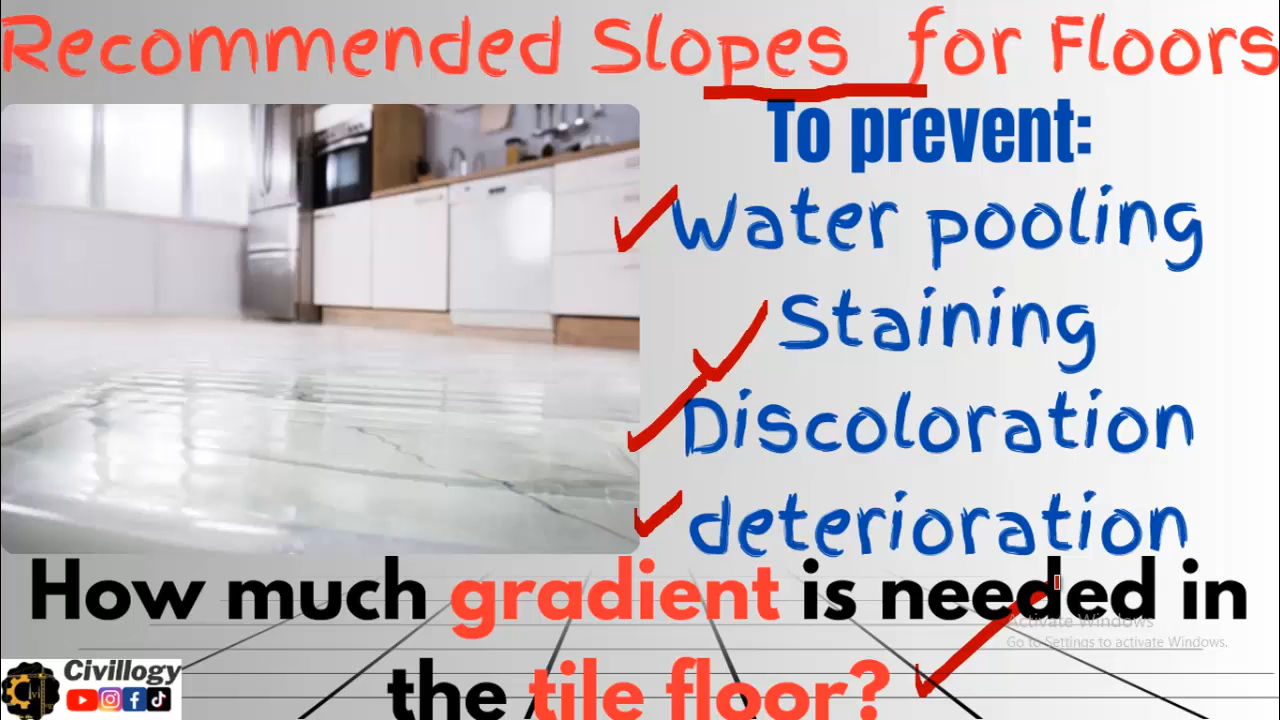 Recommended Slopes for Floors
To prevent:
Water pooling
Staining
Discoloration
deterioration
How much gradient is needed in
the tile floor?
Activate Windows
Go to Settings to activate Windows.
Civil
Civillogy